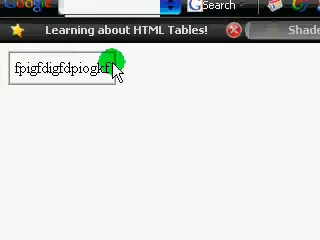 Google
Search
Learning about HTML Tables!
Shade
fpigfdigfdpiogkf